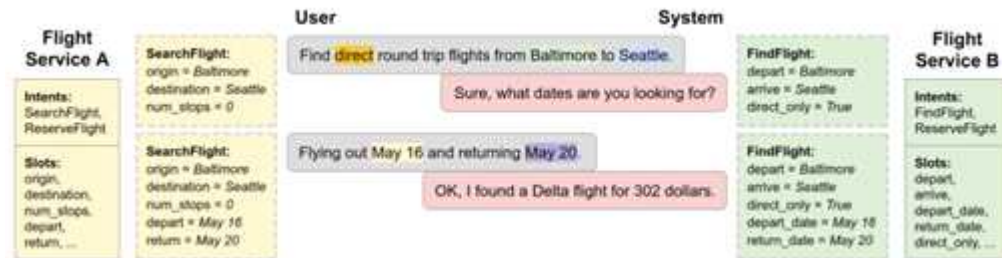 User
System
Flight
Service A
Intents:
SearchFlight,
ReserveFlight
Slots:
origin,
destination,
num_stops,
depart,
return, ...
SearchFlight:
origin = Baltimore
destination = Seattle
num_stops = 0
SearchFlight:
origin = Baltimore
destination = Seattle
num_stops = 0
depart = May 16
return = May 20
Find direct round trip flights from Baltimore to Seattle.
Sure, what dates are you looking for?
Flying out May 16 and returning May 20.
OK, I found a Delta flight for 302 dollars.
FindFlight:
depart = Baltimore
arrive = Seattle
direct_only = True
FindFlight:
depart = Baltimore
arrive = Seattle
direct_only = True
depart_date = May 16
return_date = May 20
Flight
Service B
Intents:
FindFlight,
ReserveFlight
Slots:
depart,
arrive,
depart_date,
return_date,
direct_only, ...